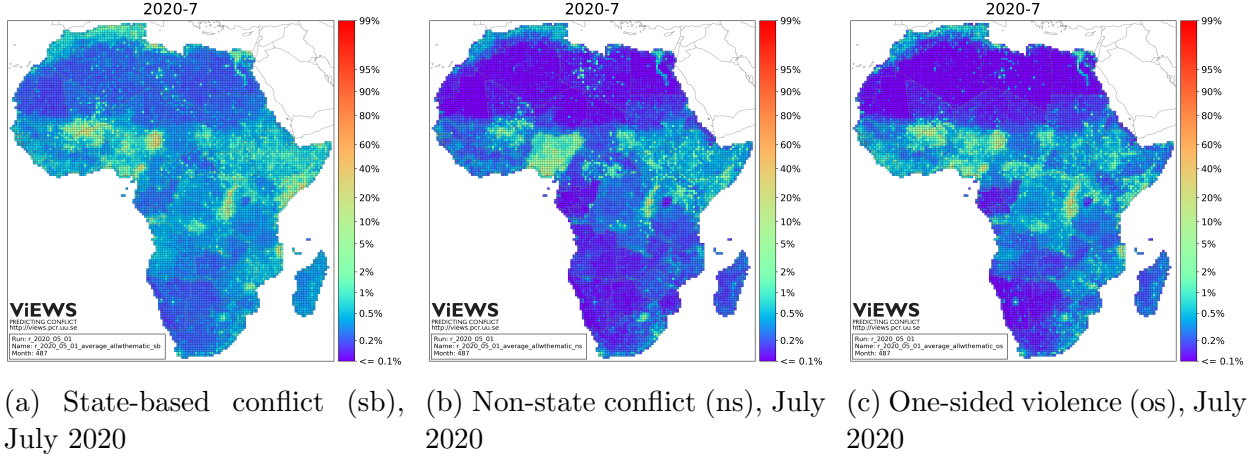 2020-7
99%
95%
90%
80%
60%
40%
20%
10%
5%
2%
1%
0.5%
0.2%
<= 0.1%
ViEWS
PREDICTING CONFLICT
http://views.pcr.uu.se
Run: r_2020_05_01
Name: r_2020_05_01_average_allwthematic_sb
Month: 487
(a) State-based conflict (sb),
July 2020
2020-7
99%
95%
90%
80%
60%
40%
20%
10%
5%
2%
1%
0.5%
0.2%
<= 0.1%
ViEWS
PREDICTING CONFLICT
http://views.pcr.uu.se
Run: r_2020_05_01
Name: r_2020_05_01_average_allwthematic_ns
Month: 487
(b) Non-state conflict (ns), July
2020
2020-7
99%
95%
90%
80%
60%
40%
20%
10%
5%
2%
1%
0.5%
0.2%
<= 0.1%
ViEWS
PREDICTING CONFLICT
http://views.pcr.uu.se
Run: r_2020_05_01
Name: r_2020_05_01_average_allwthematic_os
Month: 487
(c) One-sided violence (os), July
2020